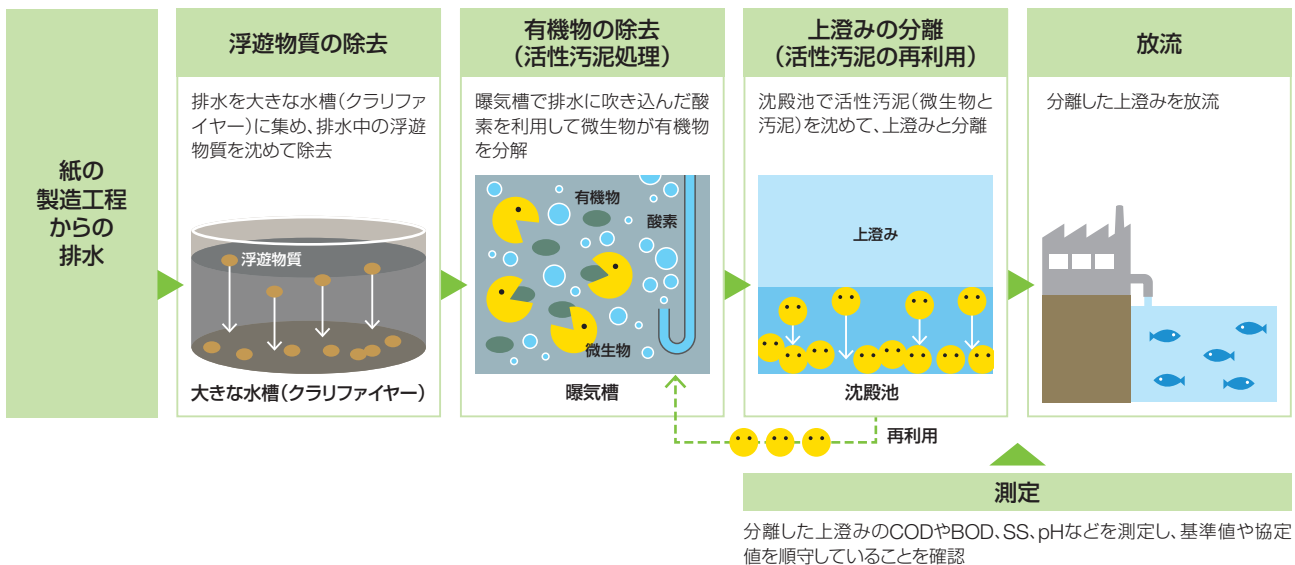 紙の
製造工程
からの
排水
浮遊物質の除去
排水を大きな水槽（クラリファ
イヤー）に集め、排水中の浮遊
物質を沈めて除去
浮遊物質
大きな水槽（クラリファイヤー）
有機物の除去
（活性汚泥処理）
曝気槽で排水に吹き込んだ酸
素を利用して微生物が有機物
を分解
有機物
酸素
微生物
曝気槽
上澄みの分離
（活性汚泥の再利用）
沈殿池で活性汚泥（微生物と
汚泥）を沈めて、上澄みと分離
上澄み
沈殿池
再利用
放流
分離した上澄みを放流
測定
分離した上澄みのCODやBOD、SS、pHなどを測定し、基準値や協定
値を順守していることを確認